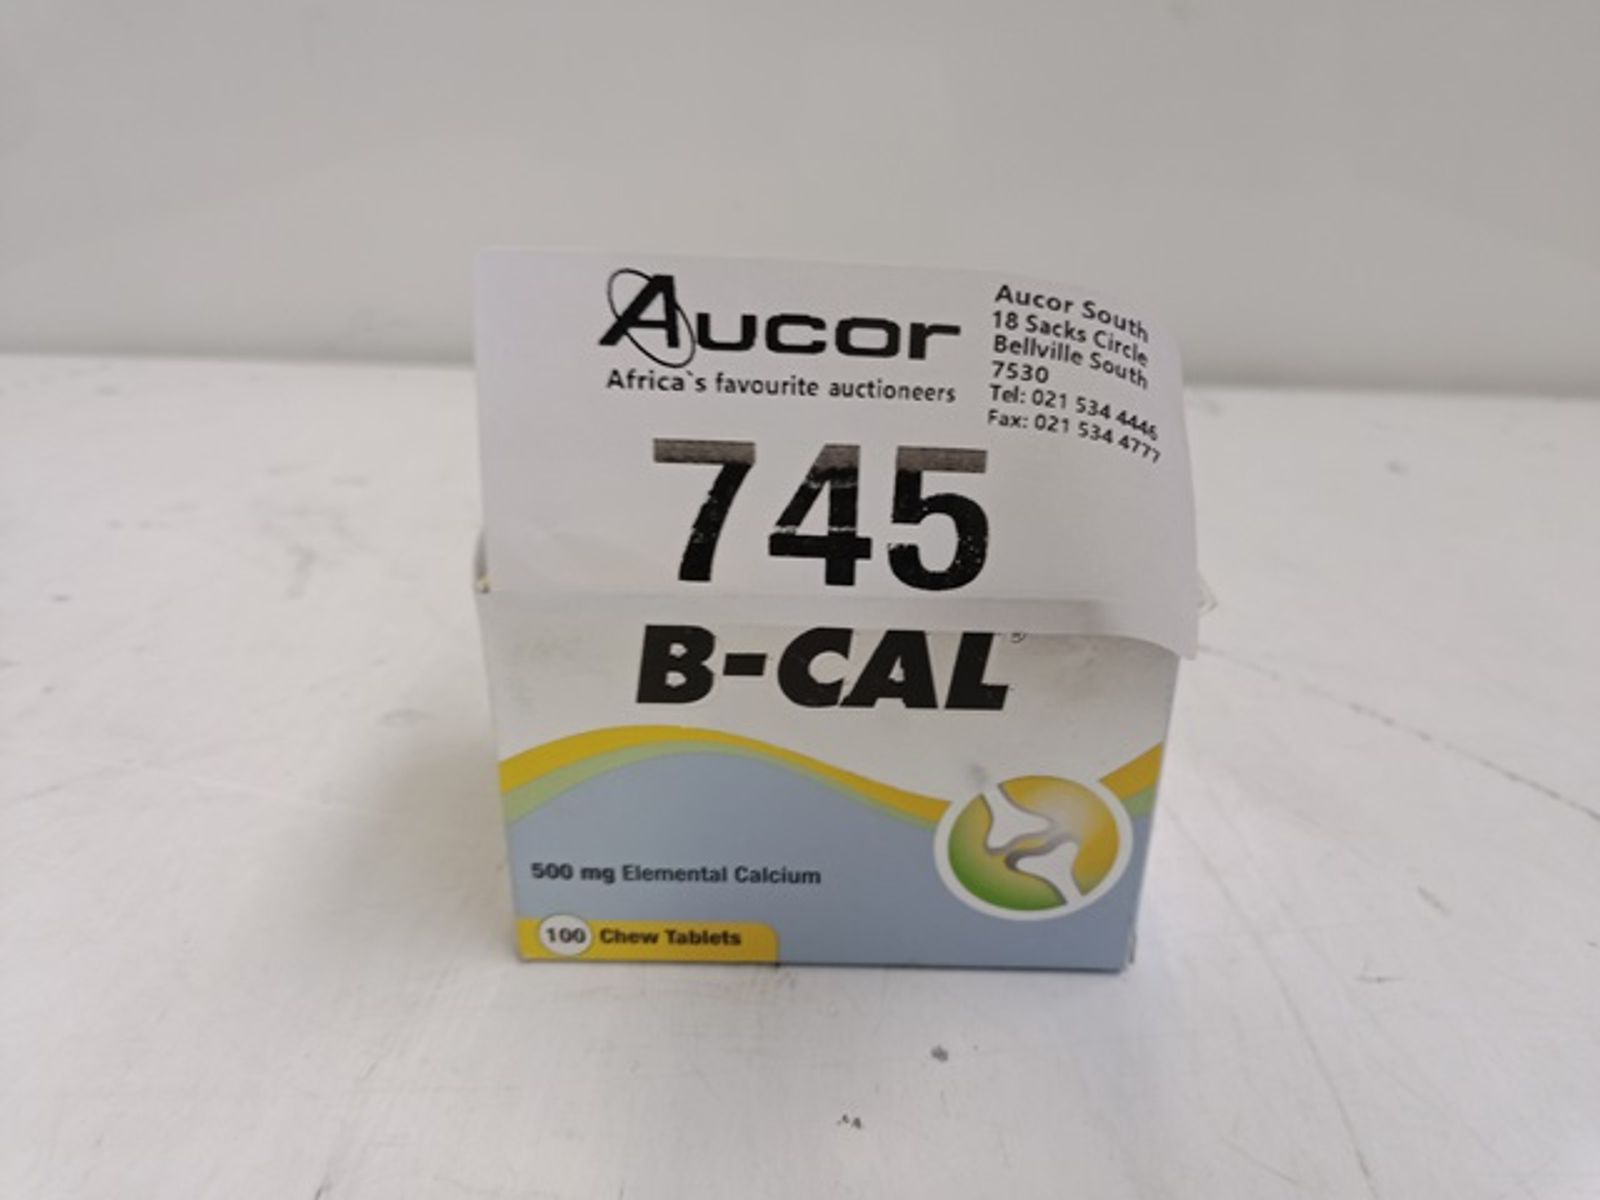 Aucor
Africa`s favourite auctioneers
Aucor South
18 Sacks Circle
Bellville South
7530
Tel: 021 534 4446
Fax: 021 534 4777
745
B-CAL®
500 mg Elemental Calcium
100 Chew Tablets